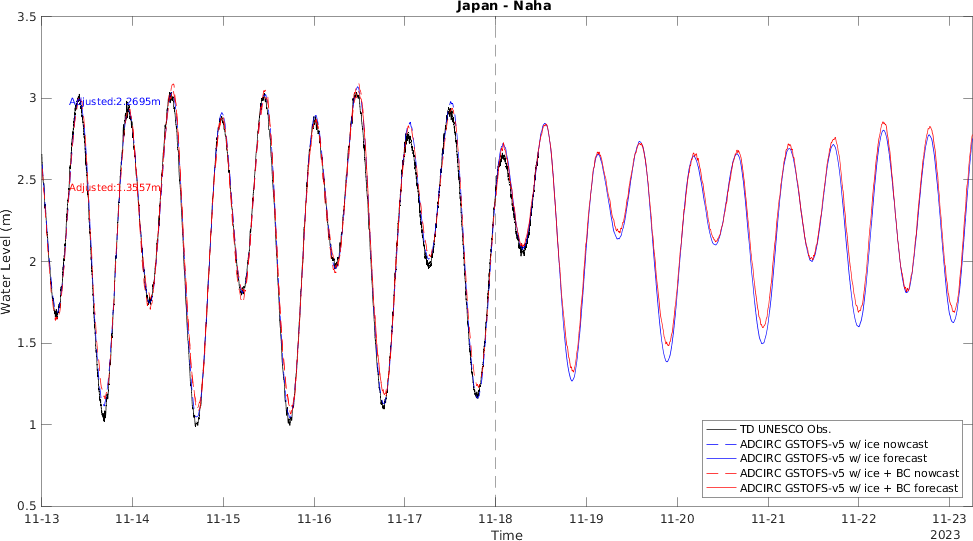 Japan - Naha
3.5
3
2.5
2
1.5
1
0.5
Water Level (m)
Adjusted:2.2695m
Adjusted:1.3557m
TD UNESCO Obs.
ADCIRC GSTOFS-v5 w/ ice nowcast
ADCIRC GSTOFS-v5 w/ ice forecast
ADCIRC GSTOFS-v5 w/ ice + BC nowcast
ADCIRC GSTOFS-v5 w/ ice + BC forecast
11-13 11-14 11-15 11-16 11-17 11-18 11-19 11-20 11-21 11-22 11-23
Time
2023